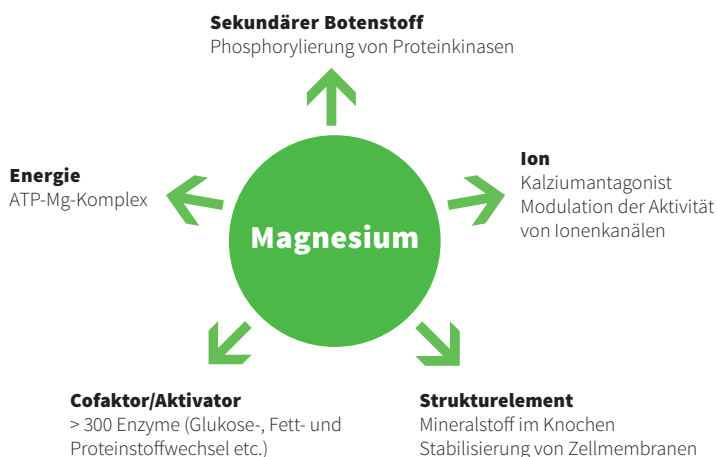 Sekundärer Botenstoff
Phosphorylierung von Proteinkinasen
Energie
ATP-Mg-Komplex
Ion
Kalziumantagonist
Modulation der Aktivität
von Ionenkanälen
Magnesium
Cofaktor/Aktivator
> 300 Enzyme (Glukose-, Fett- und
Proteinstoffwechsel etc.)
Strukturelement
Mineralstoff im Knochen
Stabilisierung von Zellmembranen